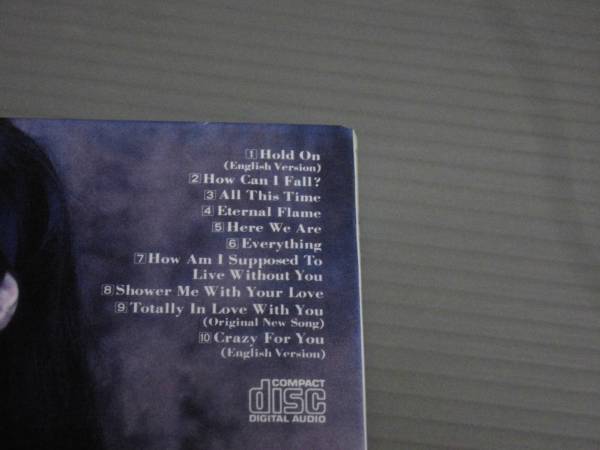 1 Hold On
(English Version)
2 How Can I Fall?
3 All This Time
4 Eternal Flame
5 Here We Are
6 Everything
7 How Am I Supposed To
Live Without You
8 Shower Me With Your Love
9 Totally In Love With You
(Original New Song)
10 Crazy For You
(English Version)
COMPACT
disc
DIGITAL AUDIO